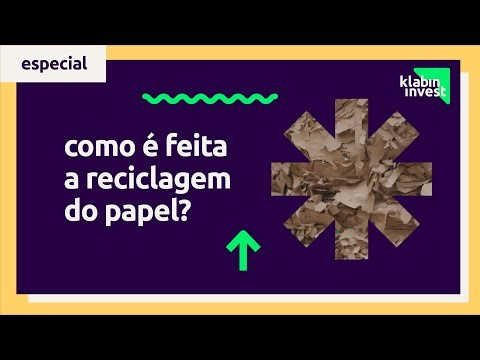 especial
klabin
invest
como é feita
a reciclagem
do papel?